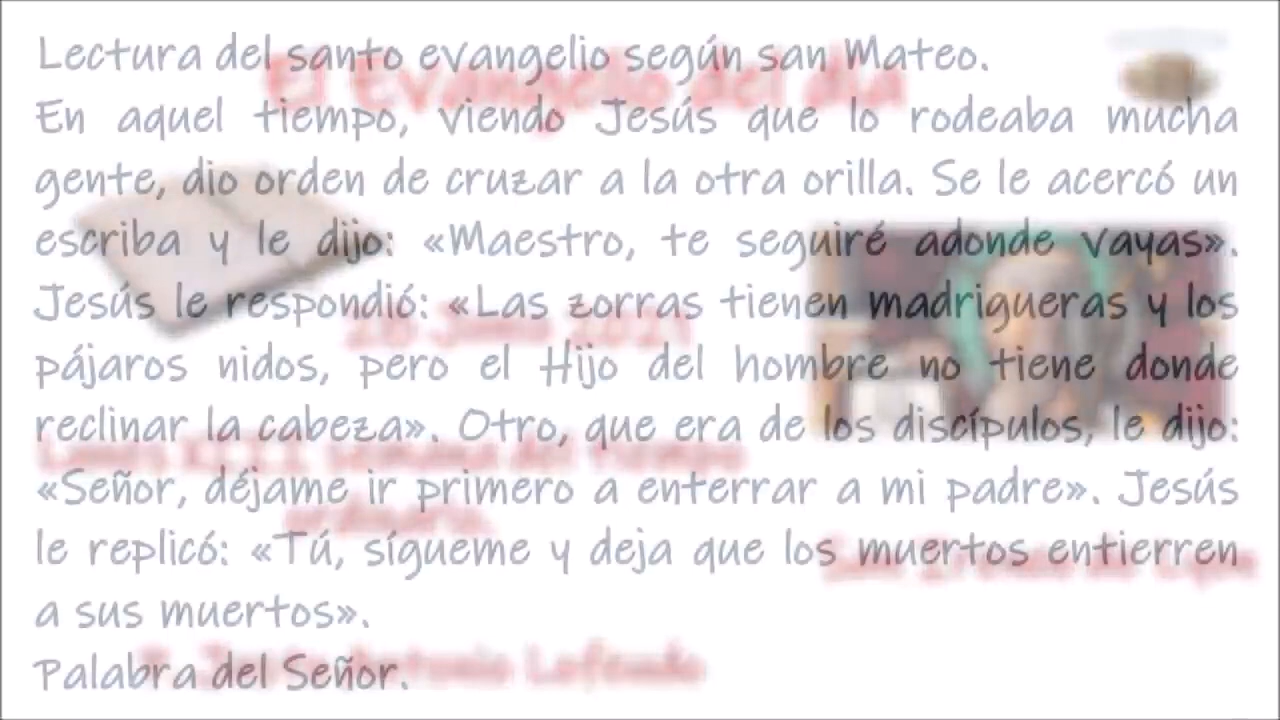 Lectura del santo evangelio según san Mateo.
En aquel tiempo, viendo Jesús que lo rodeaba mucha
gente, dio orden de cruzar a la otra orilla. Se le acercó un
escriba y le dijo: «Maestro, te seguiré adonde vayas».
Jesús le respondió: «Las zorras tienen madrigueras y los
pájaros nidos, pero el Hijo del hombre no tiene donde
reclinar la cabeza». Otro, que era de los discípulos, le dijo:
«Señor, déjame ir primero a enterrar a mi padre». Jesús
le replicó: «Tú, sígueme y deja que los muertos entierren
a sus muertos».
Palabra del Señor.
El Evangelio del día